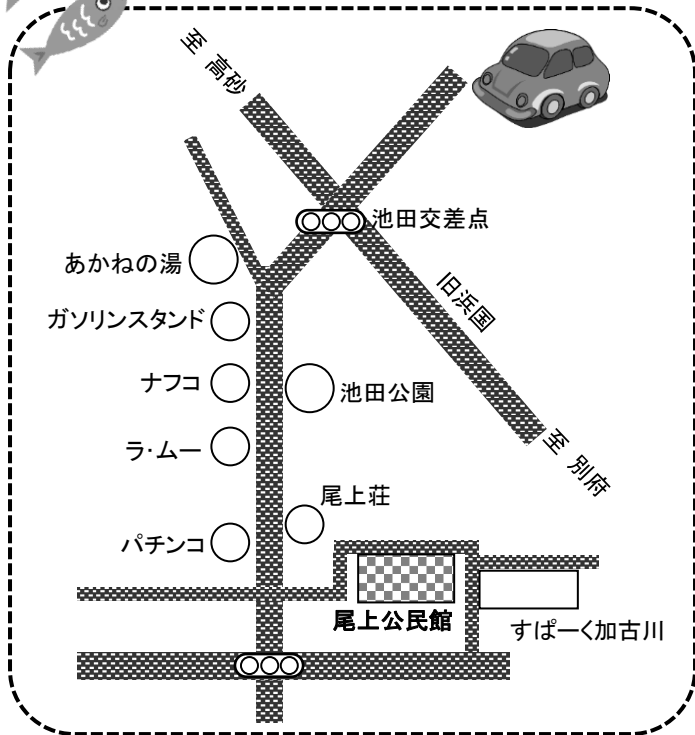 至 高砂
池田交差点
あかねの湯
旧浜国
ガソリンスタンド
ナフコ
池田公園
ラ・ムー
至 別府
尾上荘
パチンコ
尾上公民館
すぱーく加古川